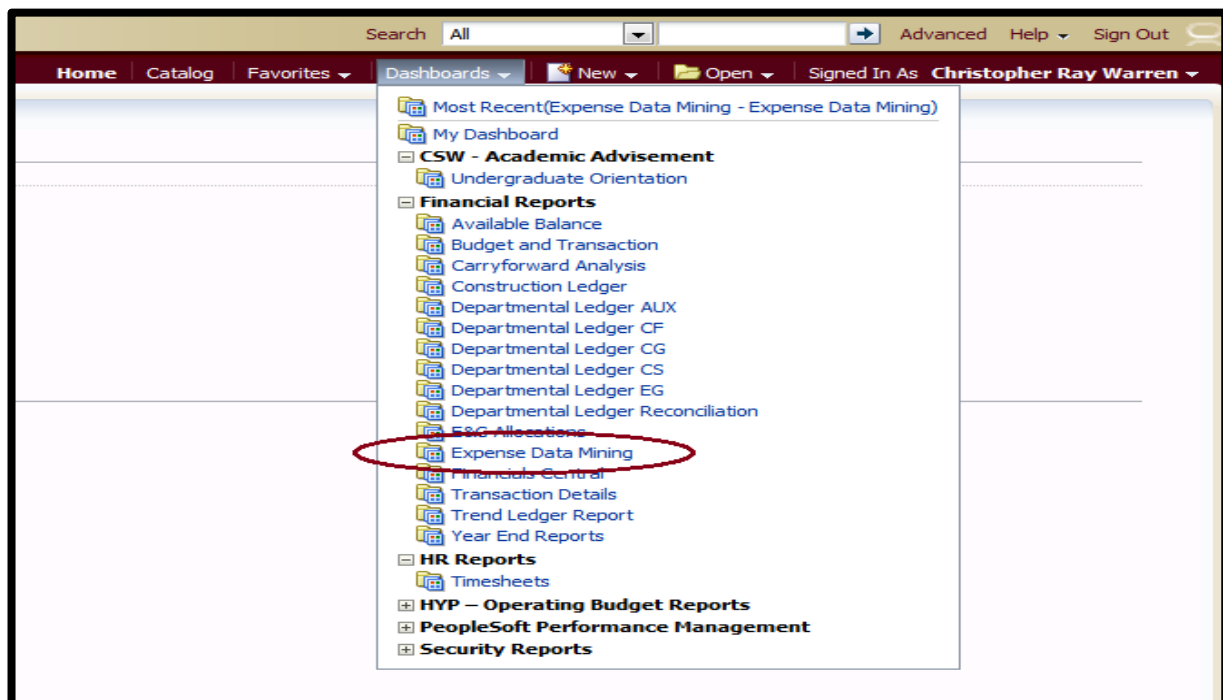 Search All Advanced Help Sign Out
Home Catalog Favorites Dashboards New Open Signed In As Christopher Ray Warren
Most Recent(Expense Data Mining - Expense Data Mining)
My Dashboard
CSW - Academic Advisement
Undergraduate Orientation
Financial Reports
Available Balance
Budget and Transaction
Carryforward Analysis
Construction Ledger
Departmental Ledger AUX
Departmental Ledger CF
Departmental Ledger CG
Departmental Ledger CS
Departmental Ledger EG
Departmental Ledger Reconciliation
E&G Allocations
Expense Data Mining
Financials Central
Transaction Details
Trend Ledger Report
Year End Reports
HR Reports
Timesheets
HYP – Operating Budget Reports
PeopleSoft Performance Management
Security Reports